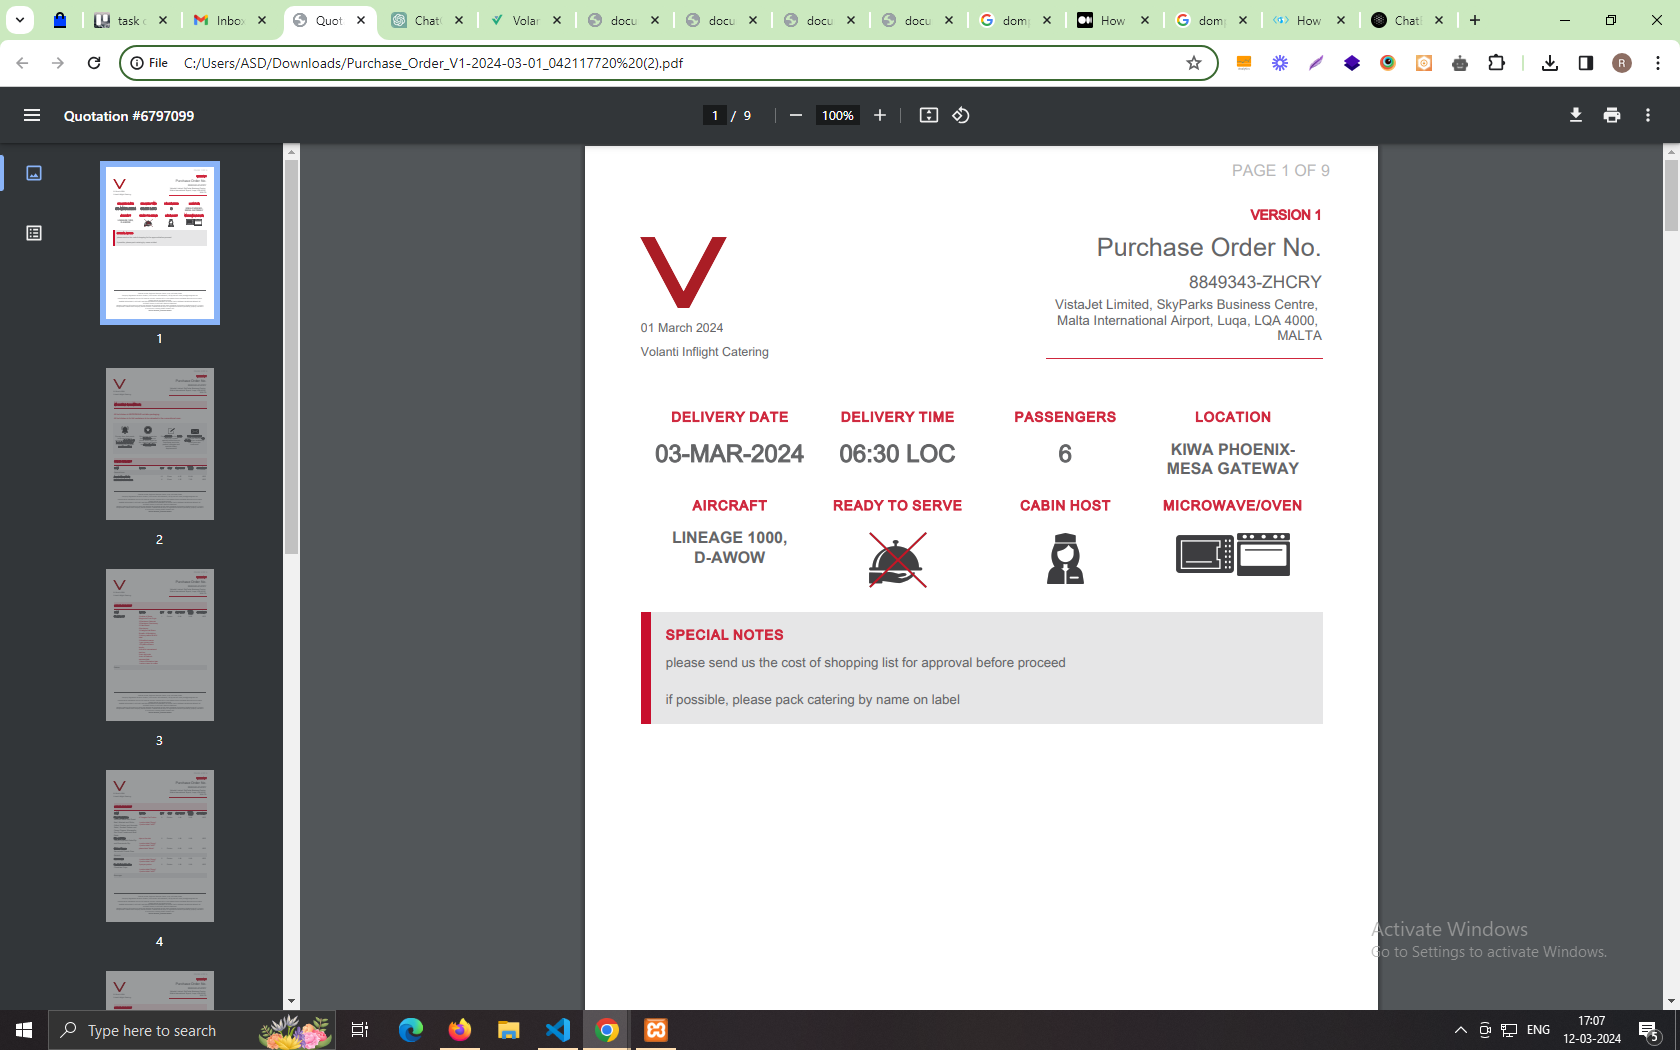 task
Inbo
Quot
Chat
Volar
docu
docu
docu
docu
dom
How
dom
How
Chat
File
C:/Users/ASD/Downloads/Purchase_Order_V1-2024-03-01_042117720%20(2).pdf
R
Quotation #6797099
1 / 9
100%
1
2
3
4
PAGE 1 OF 9
VERSION 1
Purchase Order No.
8849343-ZHCRY
VistaJet Limited, SkyParks Business Centre,
Malta International Airport, Luqa, LQA 4000,
MALTA
01 March 2024
Volanti Inflight Catering
DELIVERY DATE
DELIVERY TIME
PASSENGERS
LOCATION
03-MAR-2024
06:30 LOC
6
KIWA PHOENIX-
MESA GATEWAY
AIRCRAFT
READY TO SERVE
CABIN HOST
MICROWAVE/OVEN
LINEAGE 1000,
D-AWOW
SPECIAL NOTES
please send us the cost of shopping list for approval before proceed
if possible, please pack catering by name on label
Activate Windows
Go to Settings to activate Windows.
Type here to search
ENG
17:07
12-03-2024
5